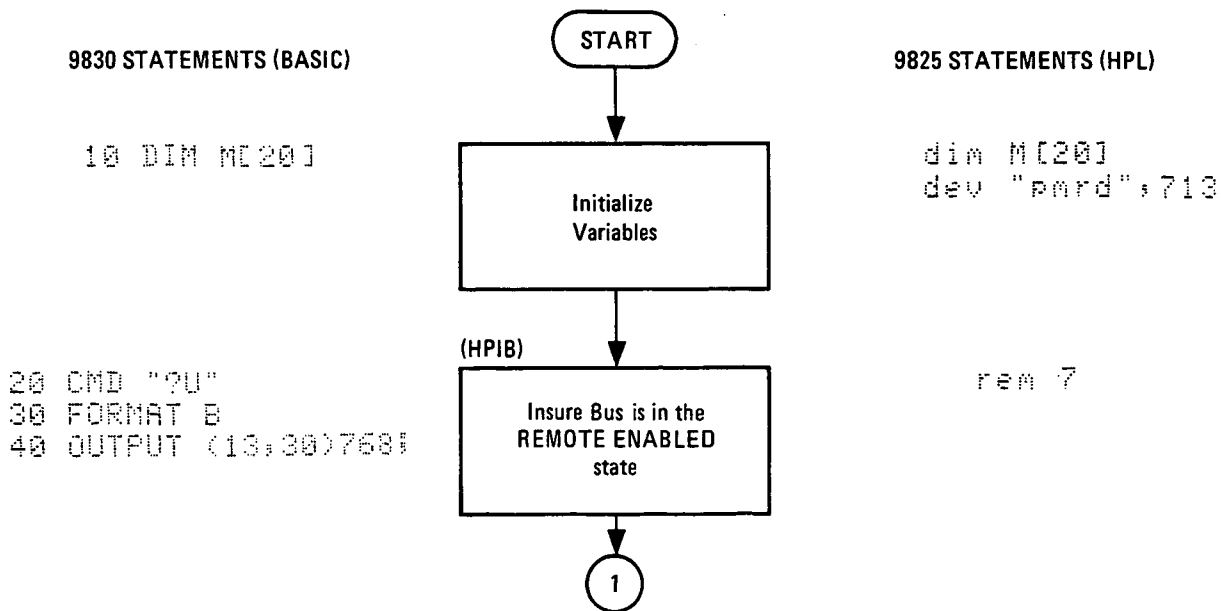 START
9830 STATEMENTS (BASIC)
9825 STATEMENTS (HPL)
10 DIM M[20]
Initialize
Variables
dim M[20]
dev "pmrd",713
(HPIB)
20 CMD "?U"
30 FORMAT B
40 OUTPUT (13,30)768;
Insure Bus is in the
REMOTE ENABLED
state
rem 7
1